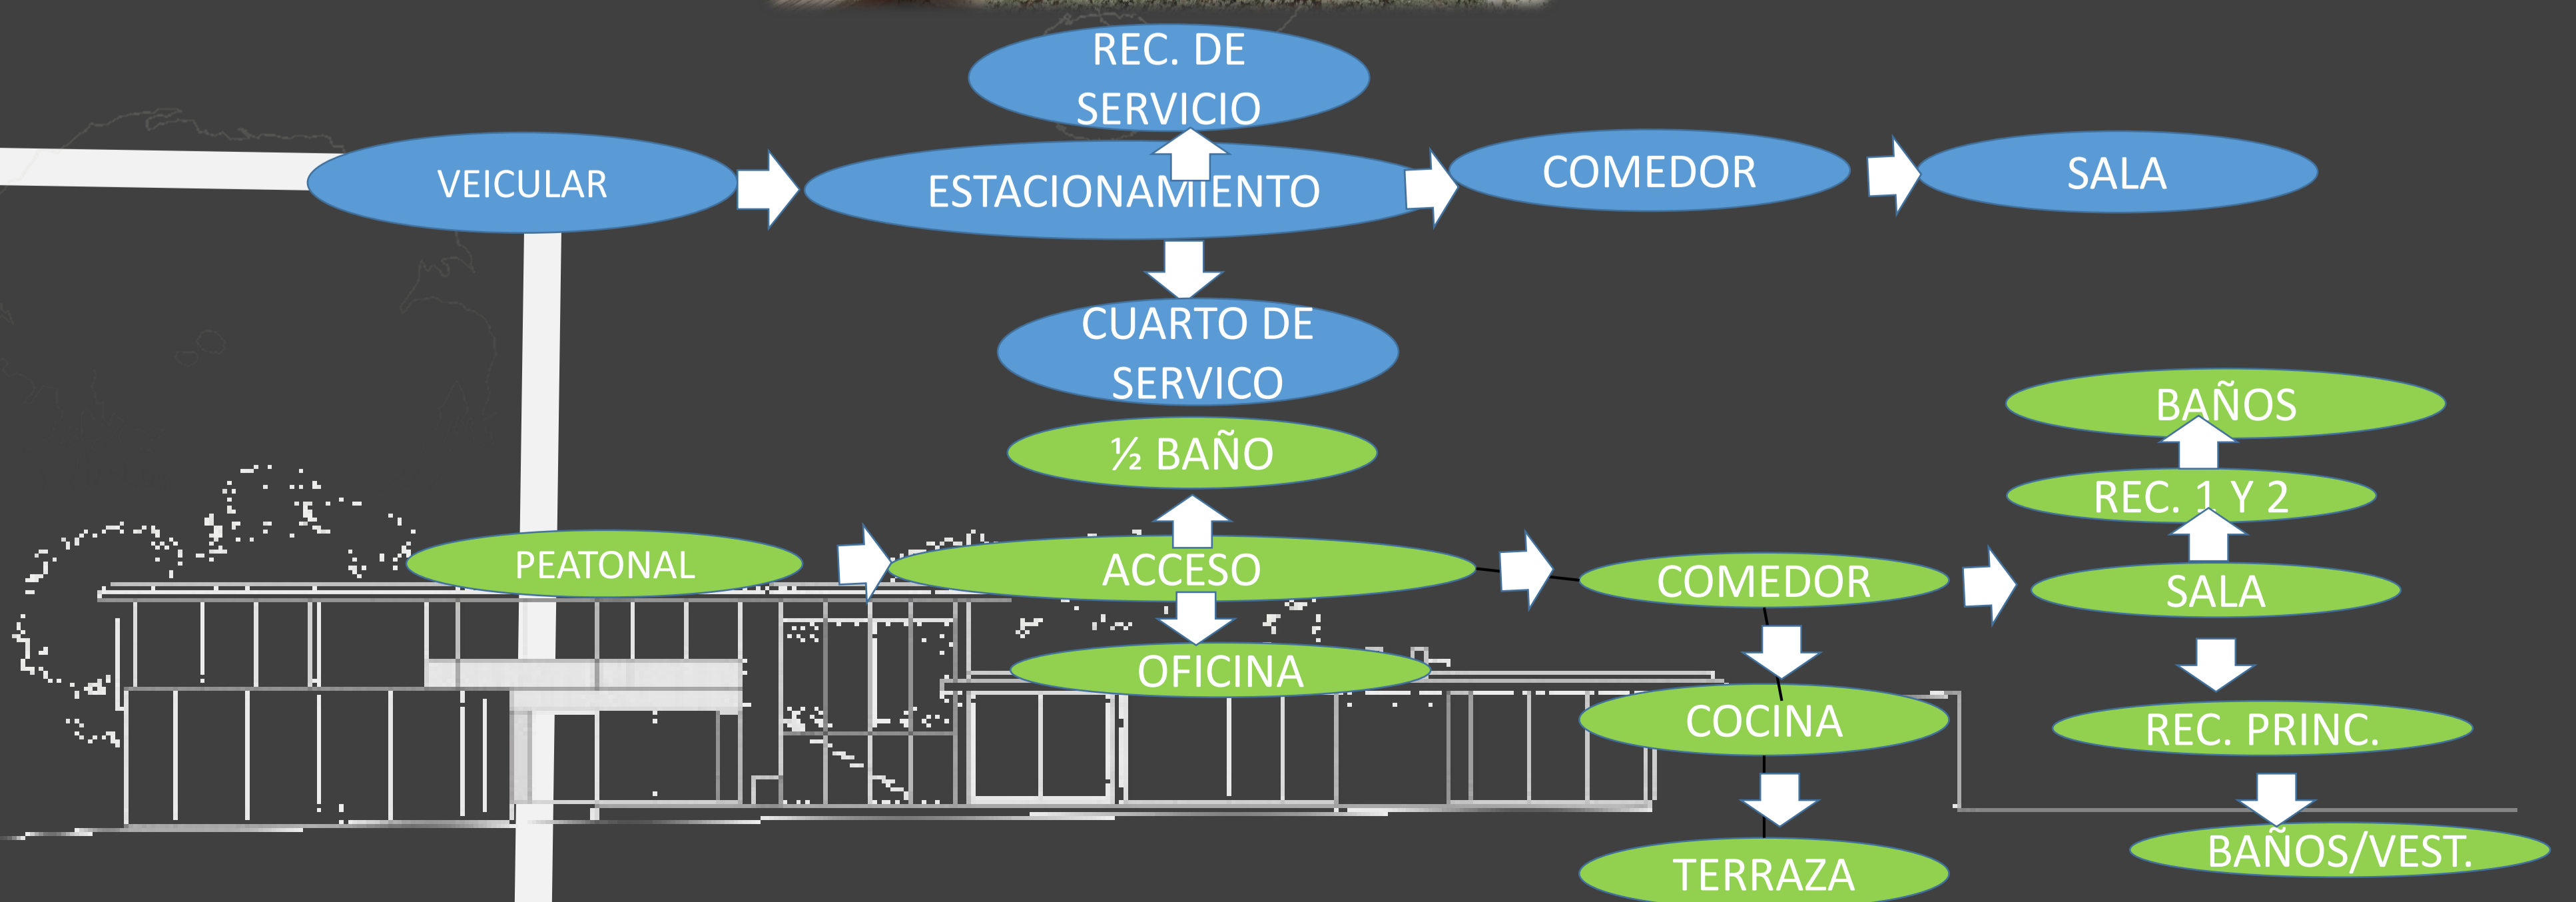 REC. DE
SERVICIO
VEICULAR
ESTACIONAMIENTO
COMEDOR
SALA
CUARTO DE
SERVICO
½ BAÑO
BAÑOS
REC. 1 Y 2
PEATONAL
ACCESO
COMEDOR
SALA
OFICINA
COCINA
REC. PRINC.
TERRAZA
BAÑOS/VEST.